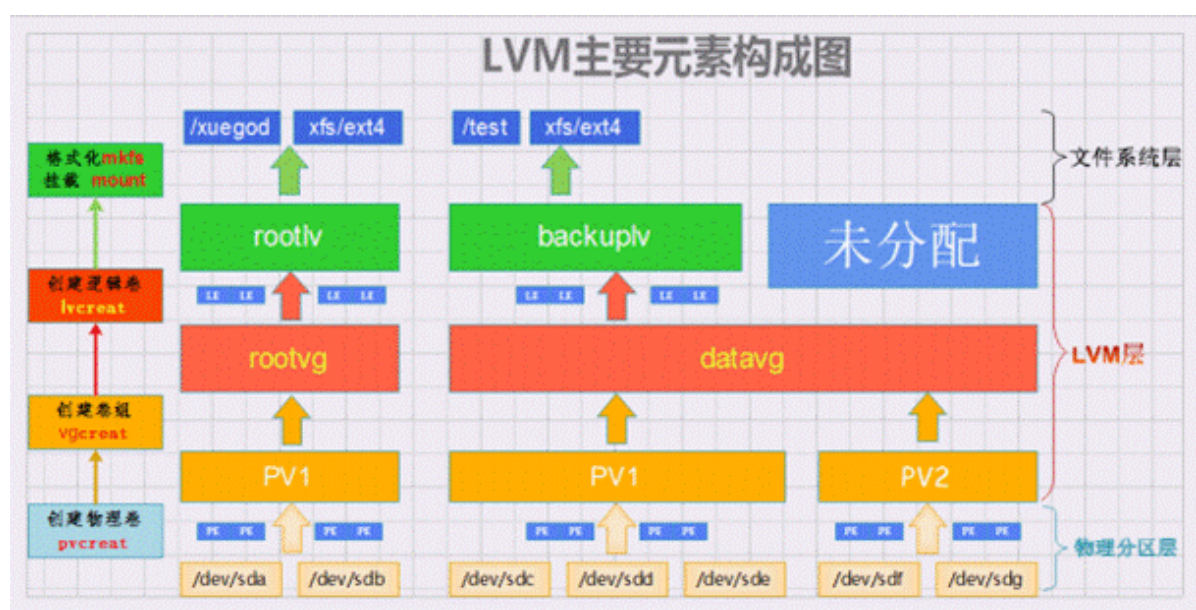 LVM主要元素构成图
/xuegod xfs/ext4 /test xfs/ext4
文件系统层
格式化mkfs
挂载 mount
rootlv backuplv 未分配
创建逻辑卷
lvcreat
LE LE LE LE LE LE LE LE
rootvg datavg
LVM层
创建卷组
vgcreat
PV1 PV1 PV2
创建物理卷
pvcreat
PE PE PE PE PE PE PE PE PE PE PE PE
物理分区层
/dev/sda /dev/sdb /dev/sdc /dev/sdd /dev/sde /dev/sdf /dev/sdg